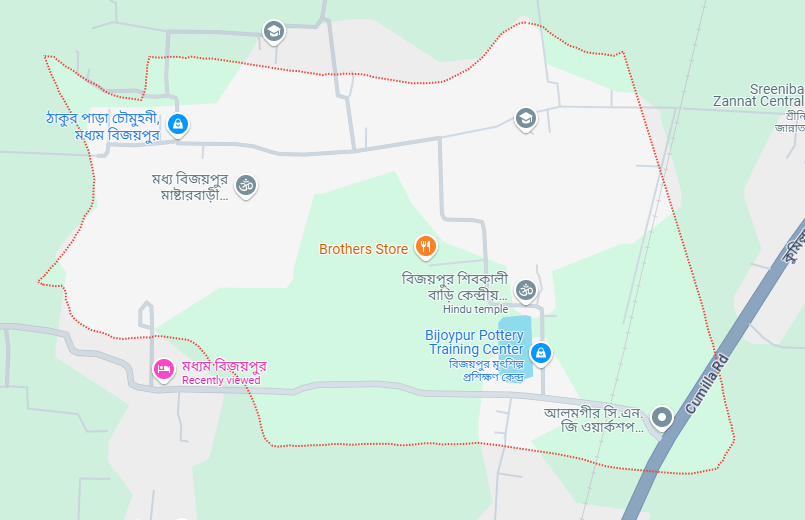 Sreeniba
Zannat Central
শ্রীনি
জান্নাত
ঠাকুর পাড়া চৌমুহনী,
মধ্যম বিজয়পুর
মধ্য বিজয়পুর
মাষ্টারবাড়ী...
কুমিল্লা
Brothers Store
বিজয়পুর শিবকালী
বাড়ি কেন্দ্রীয়...
Hindu temple
Bijoypur Pottery
Training Center
বিজয়পুর মৃৎশিল্প
প্রশিক্ষণ কেন্দ্র
মধ্যম বিজয়পুর
Recently viewed
Cumilla Rd
আলমগীর সি.এন.
জি ওয়ার্কশপ...